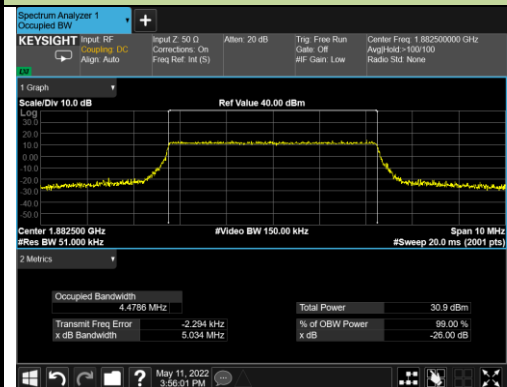 Spectrum Analyzer 1
Occupied BW
+
KEYSIGHT Input: RF Input Z: 50 Ω Atten: 20 dB Trig: Free Run Center Freq: 1.882500000 GHz
Coupling: DC Corrections: On Gate: Off Avg|Hold:>100/100
Align: Auto Freq Ref: Int (S) #IF Gain: Low Radio Std: None
1 Graph
Scale/Div 10.0 dB Ref Value 40.00 dBm
Log
30.0
20.0
10.0
0.00
-10.0
-20.0
-30.0
-40.0
-50.0
Center 1.882500 GHz #Video BW 150.00 kHz Span 10 MHz
#Res BW 51.000 kHz #Sweep 20.0 ms (2001 pts)
2 Metrics
Occupied Bandwidth
4.4786 MHz Total Power 30.9 dBm
Transmit Freq Error -2.294 kHz % of OBW Power 99.00 %
x dB Bandwidth 5.034 MHz x dB -26.00 dB
? May 11, 2022
3:56:01 PM